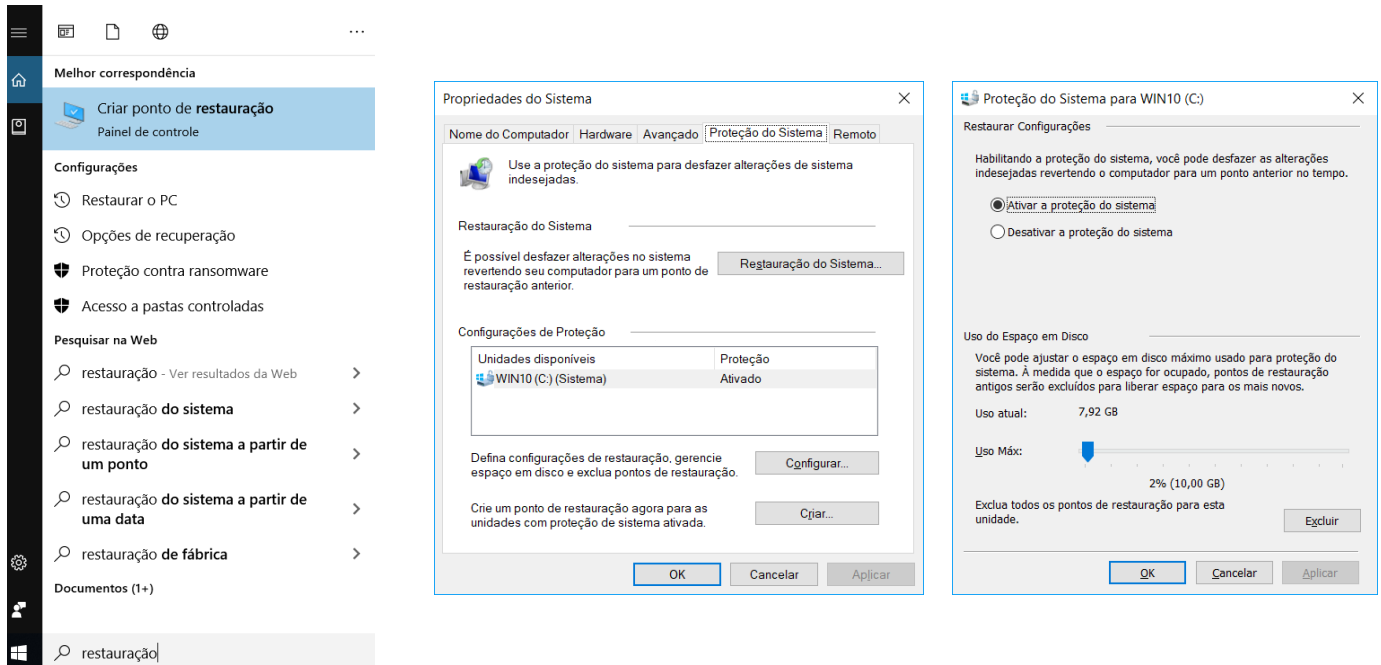 Melhor correspondência
Criar ponto de restauração
Painel de controle
Configurações
Restaurar o PC
Opções de recuperação
Proteção contra ransomware
Acesso a pastas controladas
Pesquisar na Web
restauração - Ver resultados da Web
restauração do sistema
restauração do sistema a partir de
um ponto
restauração do sistema a partir de
uma data
restauração de fábrica
Documentos (1+)
restauração
Propriedades do Sistema
Nome do Computador Hardware Avançado Proteção do Sistema Remoto
Use a proteção do sistema para desfazer alterações de sistema
indesejadas.
Restauração do Sistema
É possível desfazer alterações no sistema
revertendo seu computador para um ponto de
restauração anterior.
Restauração do Sistema...
Configurações de Proteção
Unidades disponíveis Proteção
WIN10 (C:) (Sistema) Ativado
Defina configurações de restauração, gerencie
espaço em disco e exclua pontos de restauração.
Configurar...
Crie um ponto de restauração agora para as
unidades com proteção de sistema ativada.
Criar...
OK Cancelar Aplicar
Proteção do Sistema para WIN10 (C:)
Restaurar Configurações
Habilitando a proteção do sistema, você pode desfazer as alterações
indesejadas revertendo o computador para um ponto anterior no tempo.
Ativar a proteção do sistema
Desativar a proteção do sistema
Uso do Espaço em Disco
Você pode ajustar o espaço em disco máximo usado para proteção do
sistema. À medida que o espaço for ocupado, pontos de restauração
antigos serão excluídos para liberar espaço para os mais novos.
Uso atual: 7,92 GB
Uso Máx:
2% (10,00 GB)
Exclua todos os pontos de restauração para esta
unidade.
Excluir
OK Cancelar Aplicar